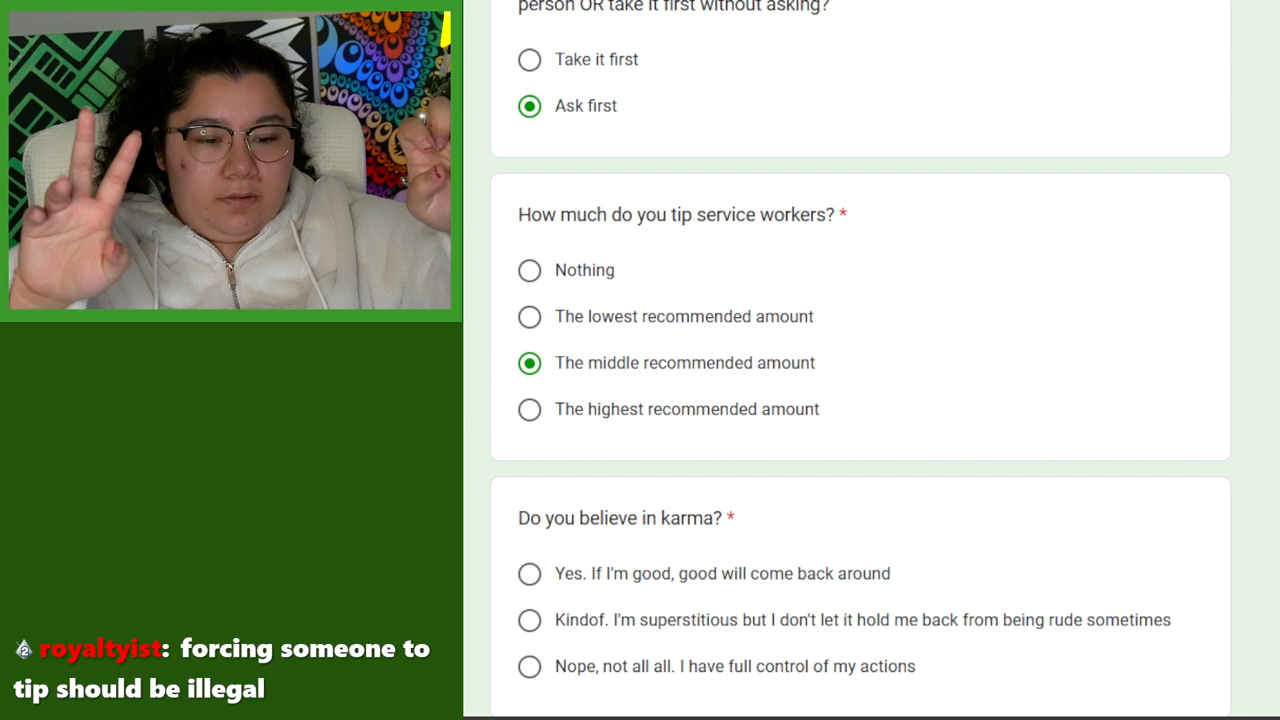 person OR take it first without asking?
Take it first
Ask first
How much do you tip service workers? *
Nothing
The lowest recommended amount
The middle recommended amount
The highest recommended amount
Do you believe in karma? *
Yes. If I'm good, good will come back around
Kindof. I'm superstitious but I don't let it hold me back from being rude sometimes
Nope, not all all. I have full control of my actions
2 royaltyist: forcing someone to
tip should be illegal